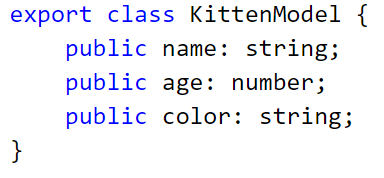 export class KittenModel {
    public name: string;
    public age: number;
    public color: string;
}